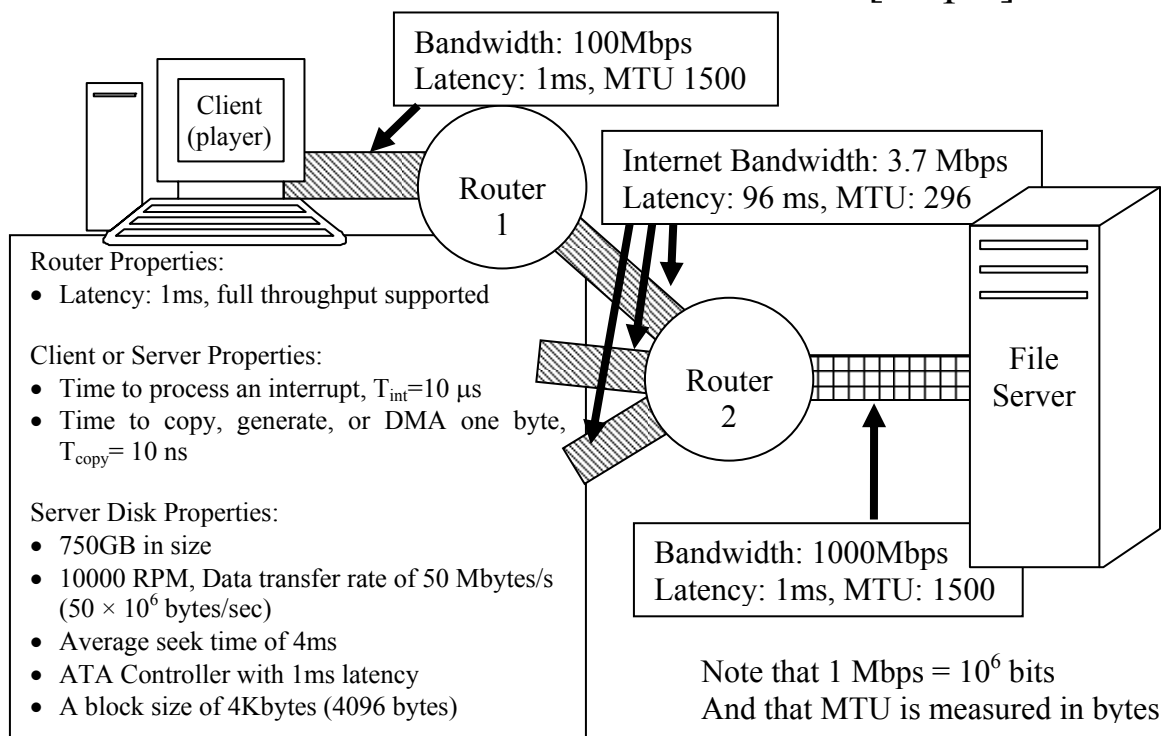 Bandwidth: 100Mbps
Latency: 1ms, MTU 1500
Client
(player)
Router
1
Internet Bandwidth: 3.7 Mbps
Latency: 96 ms, MTU: 296
Router Properties:
• Latency: 1ms, full throughput supported
Client or Server Properties:
• Time to process an interrupt, Tint=10 μs
• Time to copy, generate, or DMA one byte,
Tcopy= 10 ns
Server Disk Properties:
• 750GB in size
• 10000 RPM, Data transfer rate of 50 Mbytes/s
(50 × 10⁶ bytes/sec)
• Average seek time of 4ms
• ATA Controller with 1ms latency
• A block size of 4Kbytes (4096 bytes)
Router
2
File
Server
Bandwidth: 1000Mbps
Latency: 1ms, MTU: 1500
Note that 1 Mbps = 10⁶ bits
And that MTU is measured in bytes